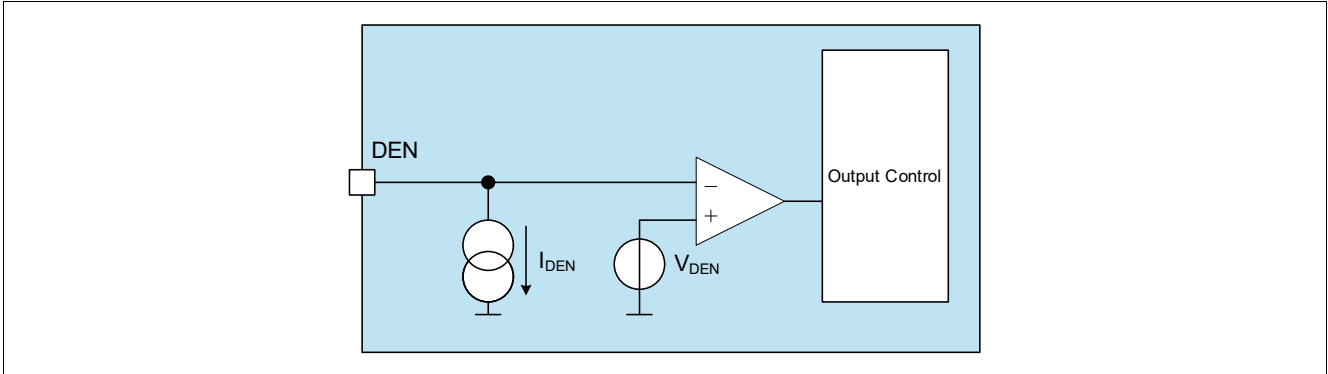 DEN
Output Control
−
+
IDEN
VDEN